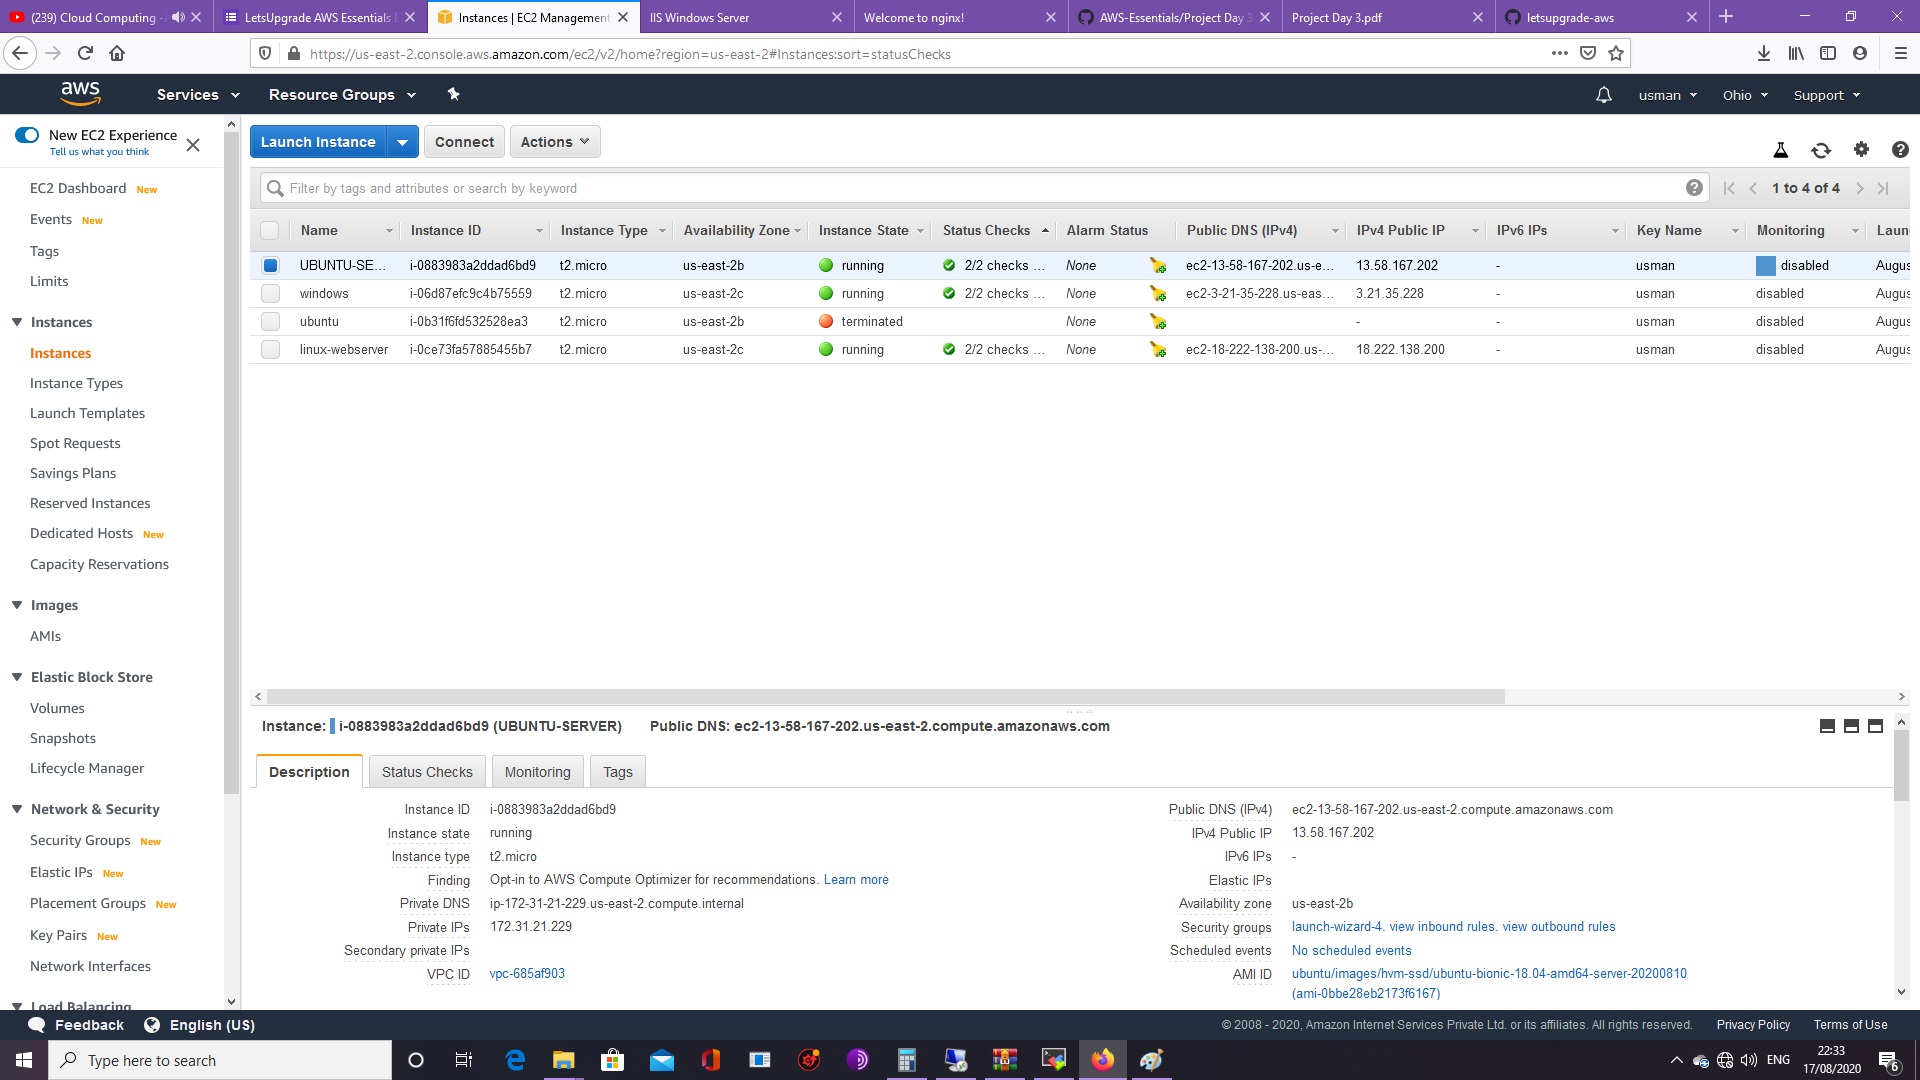 (239) Cloud Computing -
LetsUpgrade AWS Essentials
Instances | EC2 Management
IIS Windows Server
Welcome to nginx!
AWS-Essentials/Project Day 3
Project Day 3.pdf
letsupgrade-aws
https://us-east-2.console.aws.amazon.com/ec2/v2/home?region=us-east-2#Instances:sort=statusChecks
aws
Services
Resource Groups
usman
Ohio
Support
New EC2 Experience
Tell us what you think
EC2 Dashboard New
Events New
Tags
Limits
Instances
Instances
Instance Types
Launch Templates
Spot Requests
Savings Plans
Reserved Instances
Dedicated Hosts New
Capacity Reservations
Images
AMIs
Elastic Block Store
Volumes
Snapshots
Lifecycle Manager
Network & Security
Security Groups New
Elastic IPs New
Placement Groups New
Key Pairs New
Network Interfaces
Load Balancing
Launch Instance
Connect
Actions
Filter by tags and attributes or search by keyword
1 to 4 of 4
Name Instance ID Instance Type Availability Zone Instance State Status Checks Alarm Status Public DNS (IPv4) IPv4 Public IP IPv6 IPs Key Name Monitoring Laun
UBUNTU-SE... i-0883983a2ddad6bd9 t2.micro us-east-2b running 2/2 checks ... None ec2-13-58-167-202.us-e... 13.58.167.202 - usman disabled Augus
windows i-06d87efc9c4b75559 t2.micro us-east-2c running 2/2 checks ... None ec2-3-21-35-228.us-eas... 3.21.35.228 - usman disabled Augus
ubuntu i-0b31f6fd532528ea3 t2.micro us-east-2b terminated None - - usman disabled Augus
linux-webserver i-0ce73fa57885455b7 t2.micro us-east-2c running 2/2 checks ... None ec2-18-222-138-200.us-... 18.222.138.200 - usman disabled Augus
Instance: i-0883983a2ddad6bd9 (UBUNTU-SERVER) Public DNS: ec2-13-58-167-202.us-east-2.compute.amazonaws.com
Description
Status Checks
Monitoring
Tags
Instance ID i-0883983a2ddad6bd9
Instance state running
Instance type t2.micro
Finding Opt-in to AWS Compute Optimizer for recommendations. Learn more
Private DNS ip-172-31-21-229.us-east-2.compute.internal
Private IPs 172.31.21.229
Secondary private IPs
VPC ID vpc-685af903
Public DNS (IPv4) ec2-13-58-167-202.us-east-2.compute.amazonaws.com
IPv4 Public IP 13.58.167.202
IPv6 IPs -
Elastic IPs
Availability zone us-east-2b
Security groups launch-wizard-4. view inbound rules. view outbound rules
Scheduled events No scheduled events
AMI ID ubuntu/images/hvm-ssd/ubuntu-bionic-18.04-amd64-server-20200810
(ami-0bbe28eb2173f6167)
Feedback
English (US)
© 2008 - 2020, Amazon Internet Services Private Ltd. or its affiliates. All rights reserved.
Privacy Policy
Terms of Use
Type here to search
ENG
22:33
17/08/2020
6